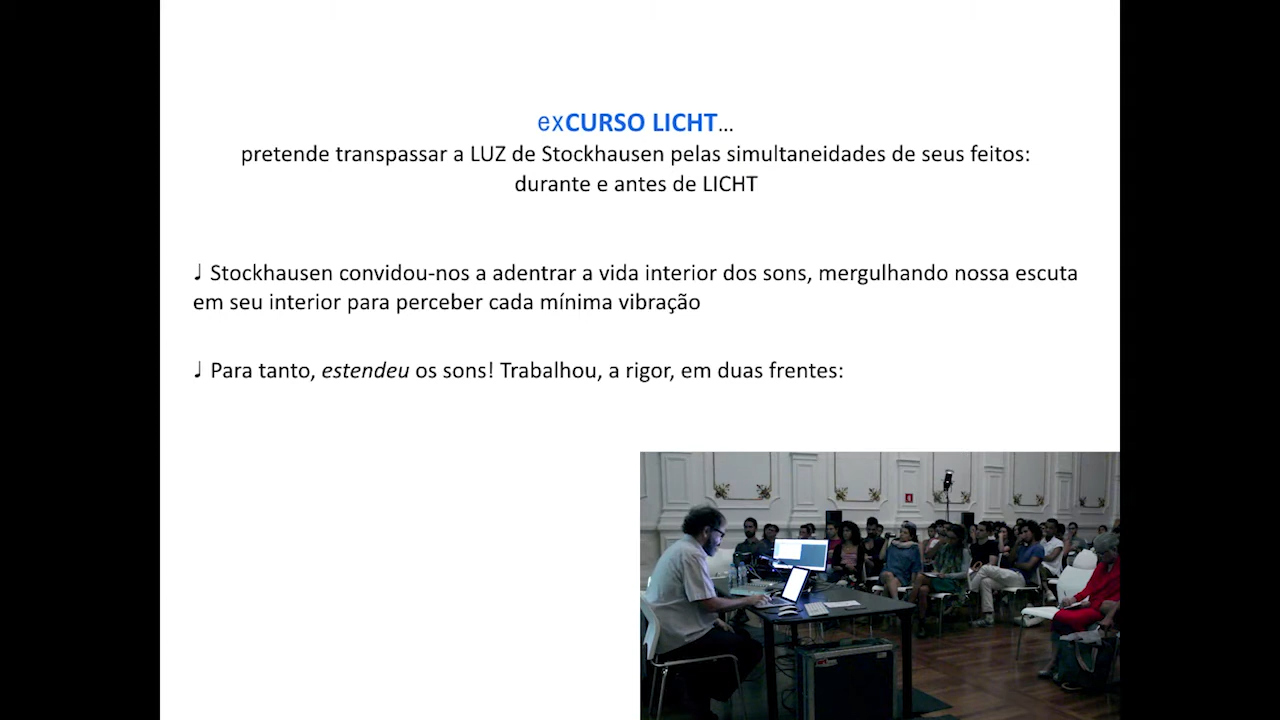 exCURSO LICHT...
pretende transpassar a LUZ de Stockhausen pelas simultaneidades de seus feitos:
durante e antes de LICHT
♩ Stockhausen convidou-nos a adentrar a vida interior dos sons, mergulhando nossa escuta
em seu interior para perceber cada mínima vibração
♩ Para tanto, estendeu os sons! Trabalhou, a rigor, em duas frentes: